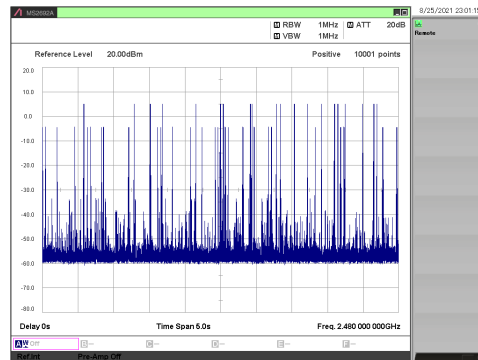 MS2692A
8/25/2021 23:01:15
RBW 1MHz ATT 20dB
VBW 1MHz
Remote
Reference Level 20.00dBm Positive 10001 points
20.0
10.0
0.0
-10.0
-20.0
-30.0
-40.0
-50.0
-60.0
-70.0
-80.0
Delay 0s Time Span 5.0s Freq. 2.480 000 000GHz
A Off B-- C-- D-- E-- F--
Ref.Int Pre-Amp Off